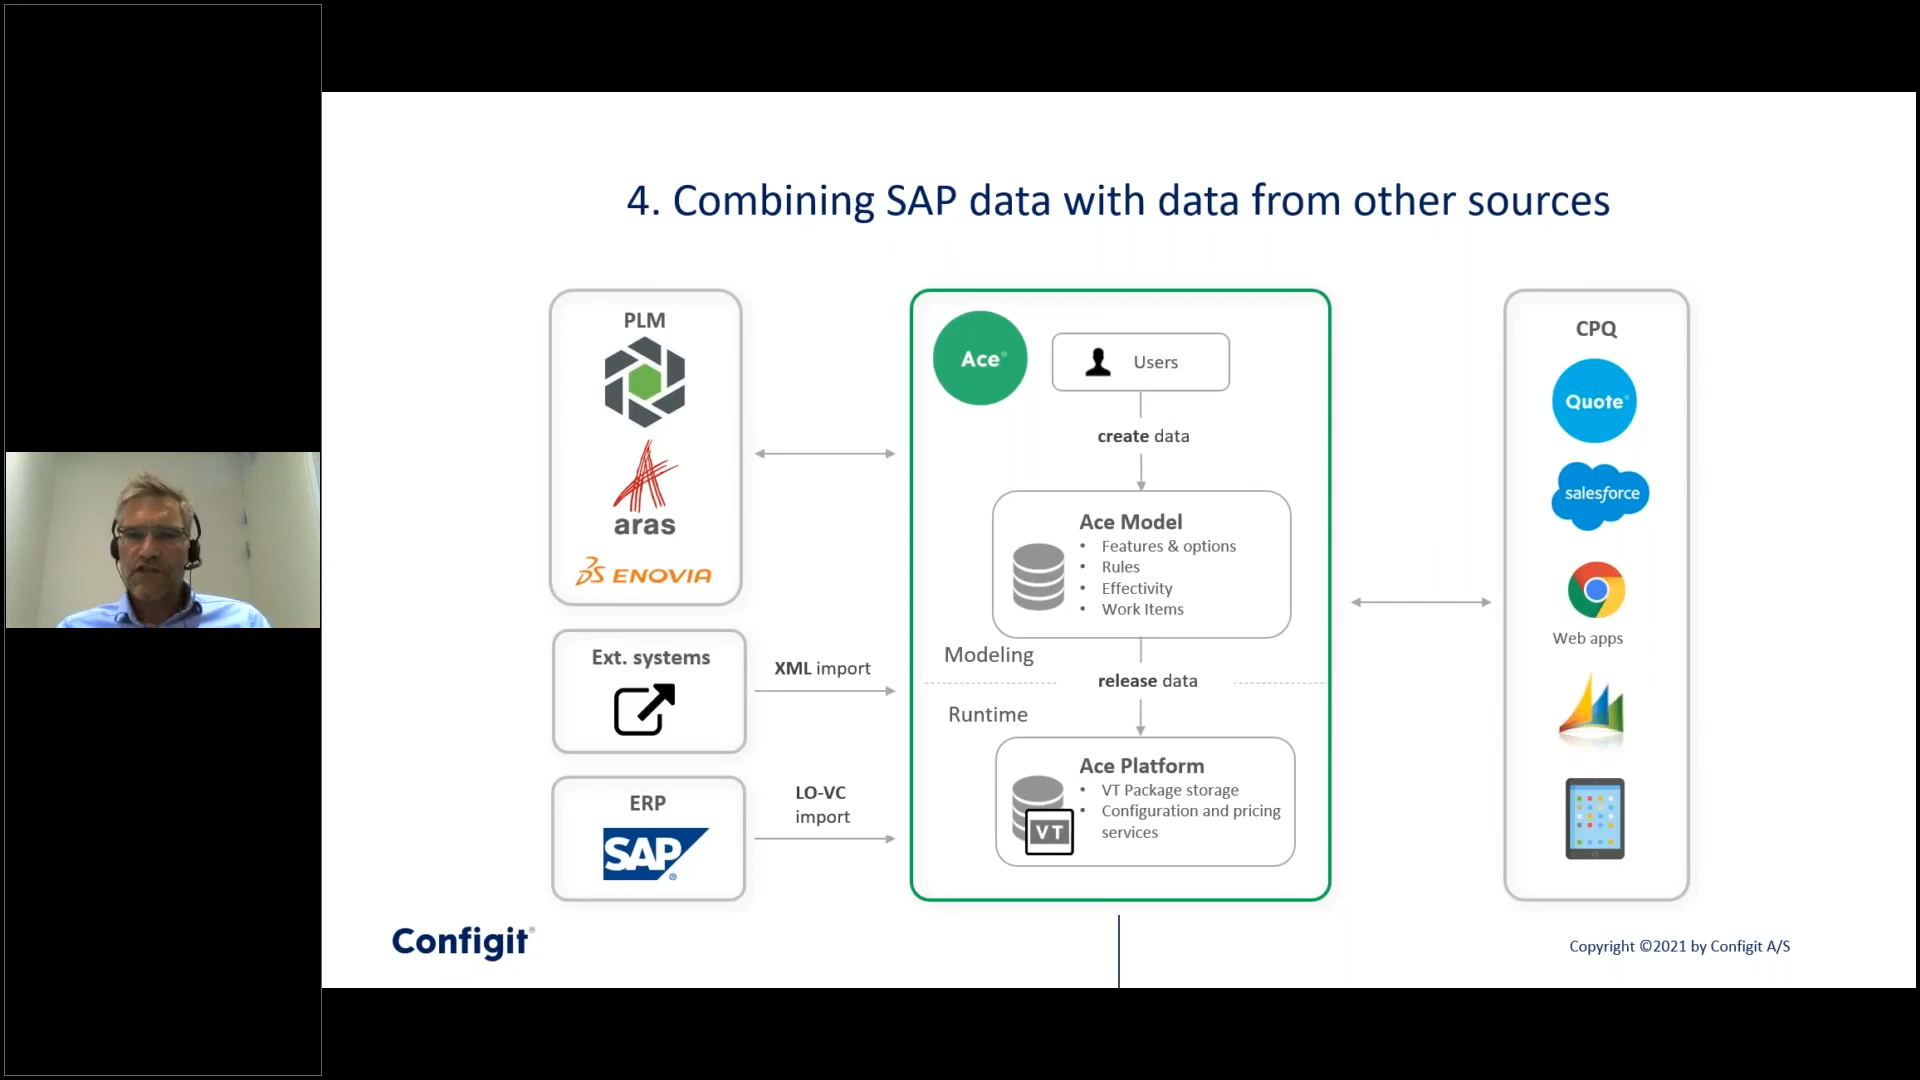 4. Combining SAP data with data from other sources
PLM
aras
ENOVIA
Ext. systems
ERP
SAP®
XML import
LO-VC
import
Ace®
Users
create data
Ace Model
• Features & options
• Rules
• Effectivity
• Work Items
Modeling
release data
Runtime
Ace Platform
• VT Package storage
• Configuration and pricing
services
VT
CPQ
Quote®
salesforce
Web apps
Configit®
Copyright ©2021 by Configit A/S